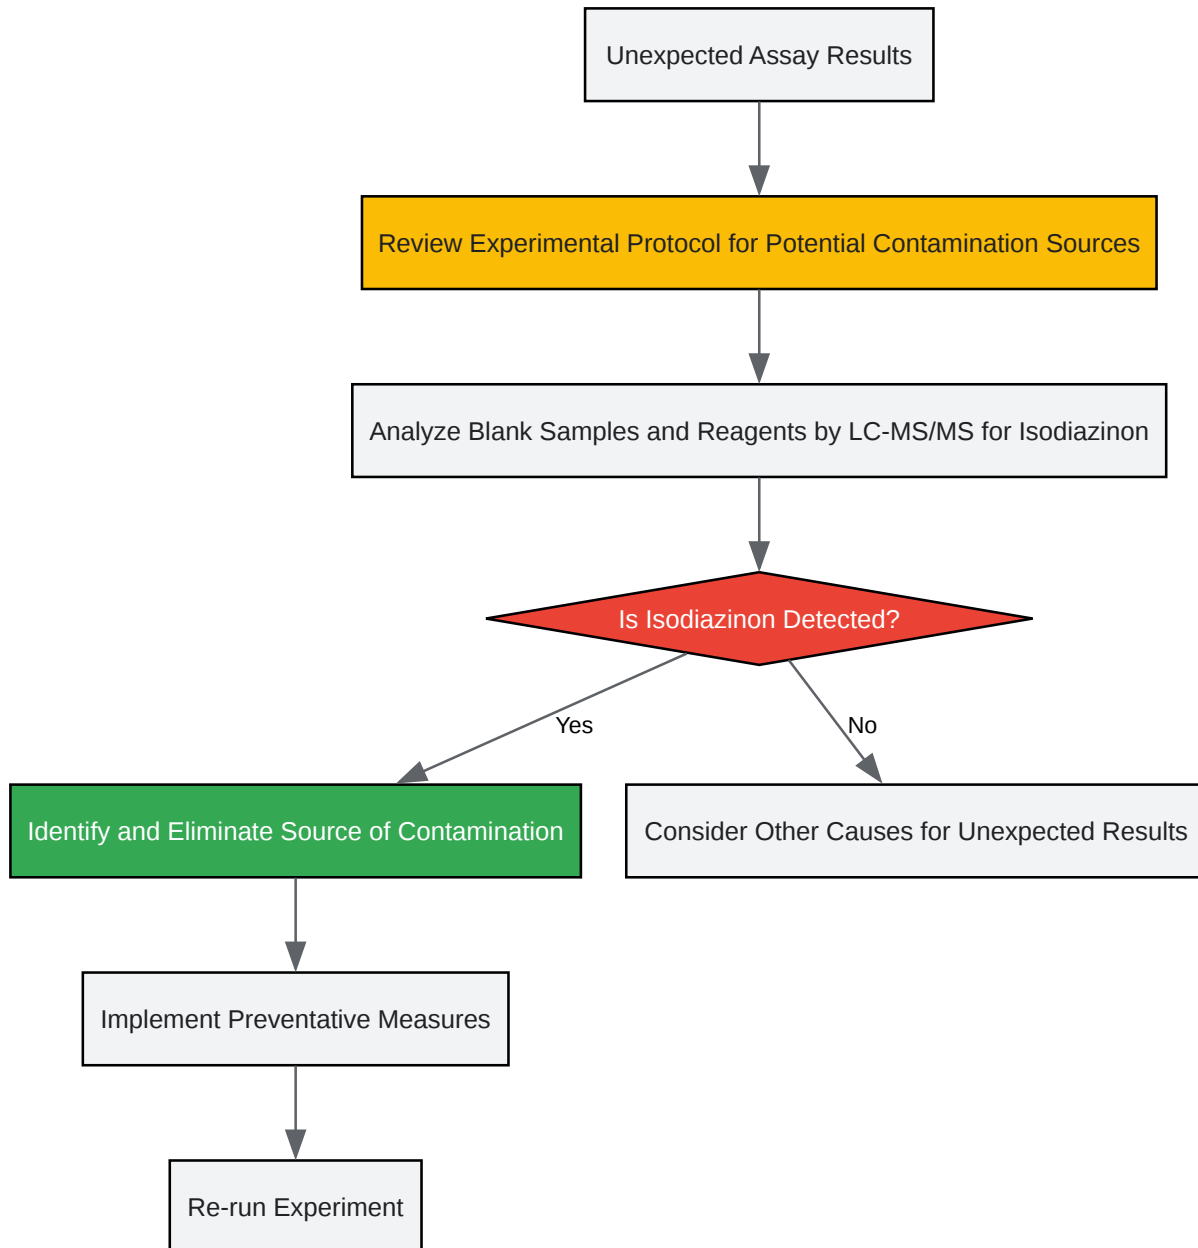 Unexpected Assay Results
Review Experimental Protocol for Potential Contamination Sources
Analyze Blank Samples and Reagents by LC-MS/MS for Isodiazinon
Is Isodiazinon Detected?
Yes
No
Identify and Eliminate Source of Contamination
Consider Other Causes for Unexpected Results
Implement Preventative Measures
Re-run Experiment